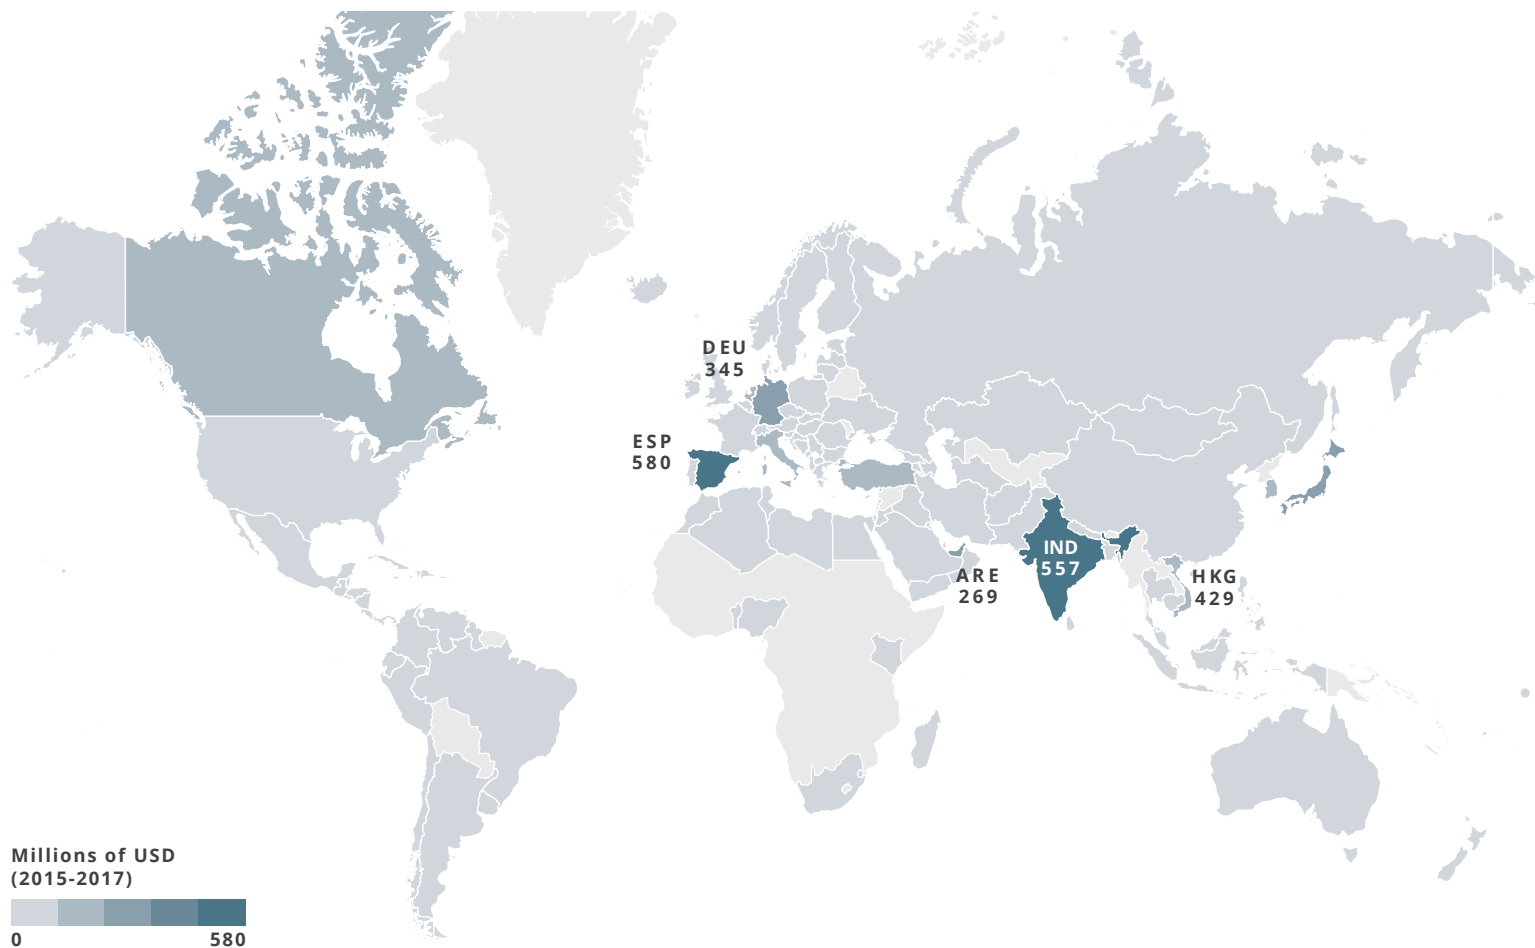 DEU
345
ESP
580
IND
557
ARE
269
HKG
429
Millions of USD
(2015-2017)
0 580